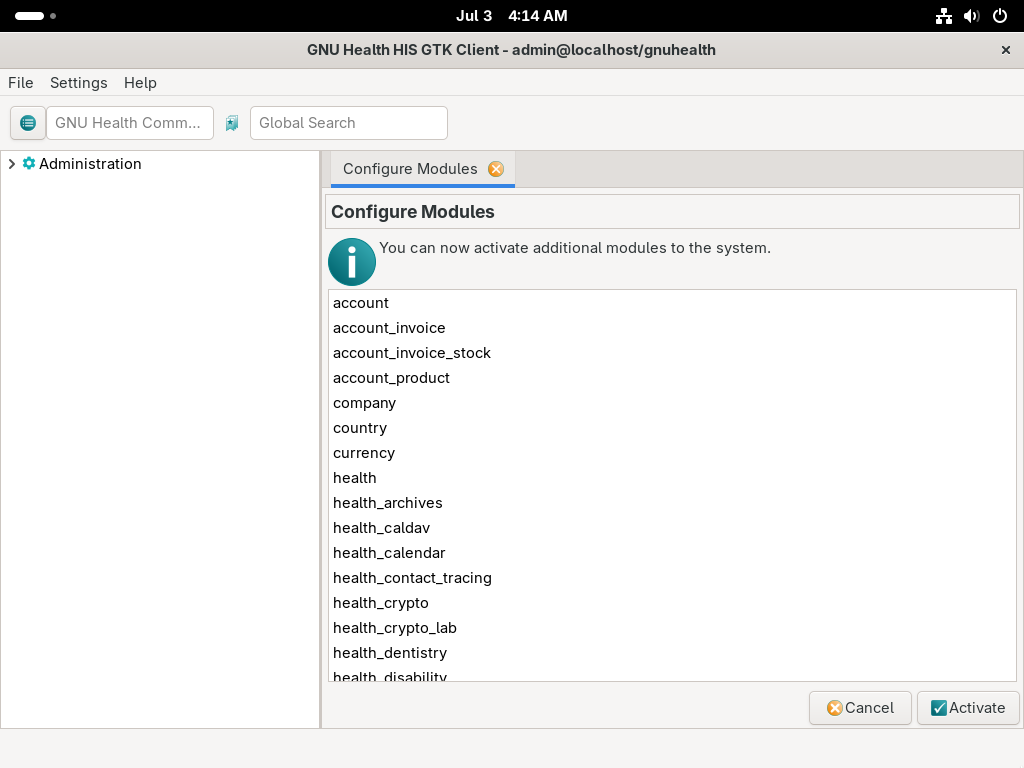 Jul 3 4:14 AM
GNU Health HIS GTK Client - admin@localhost/gnuhealth
File Settings Help
GNU Health Comm... Global Search
Administration
Configure Modules
Configure Modules
You can now activate additional modules to the system.
account
account_invoice
account_invoice_stock
account_product
company
country
currency
health
health_archives
health_caldav
health_calendar
health_contact_tracing
health_crypto
health_crypto_lab
health_dentistry
health_disability
Cancel Activate